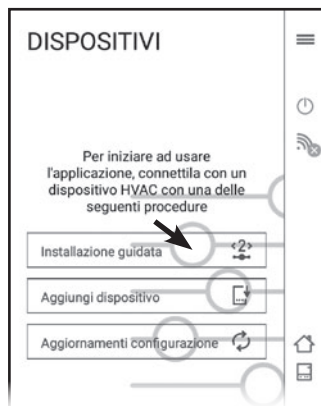 DISPOSITIVI
Per iniziare ad usare
l'applicazione, connettila con un
dispositivo HVAC con una delle
seguenti procedure
Installazione guidata
2
Aggiungi dispositivo
Aggiornamenti configurazione